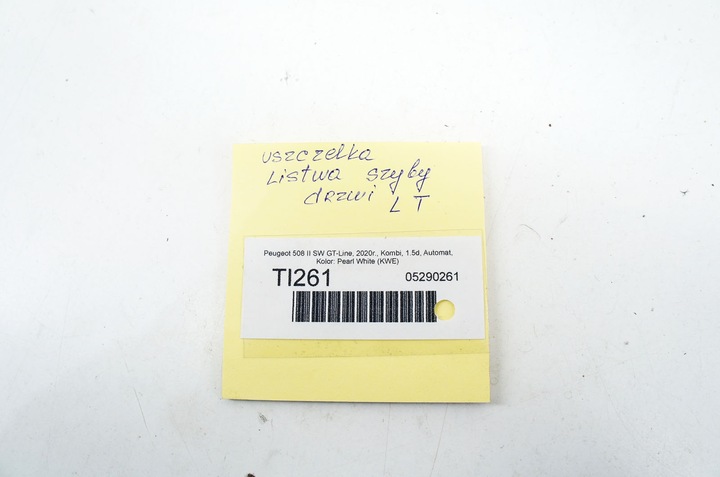 uszczelka
Listwa szyby
drzwi LT
Peugeot 508 II SW GT-Line, 2020r., Kombi, 1.5d, Automat,
Kolor: Pearl White (KWE)
TI261 05290261